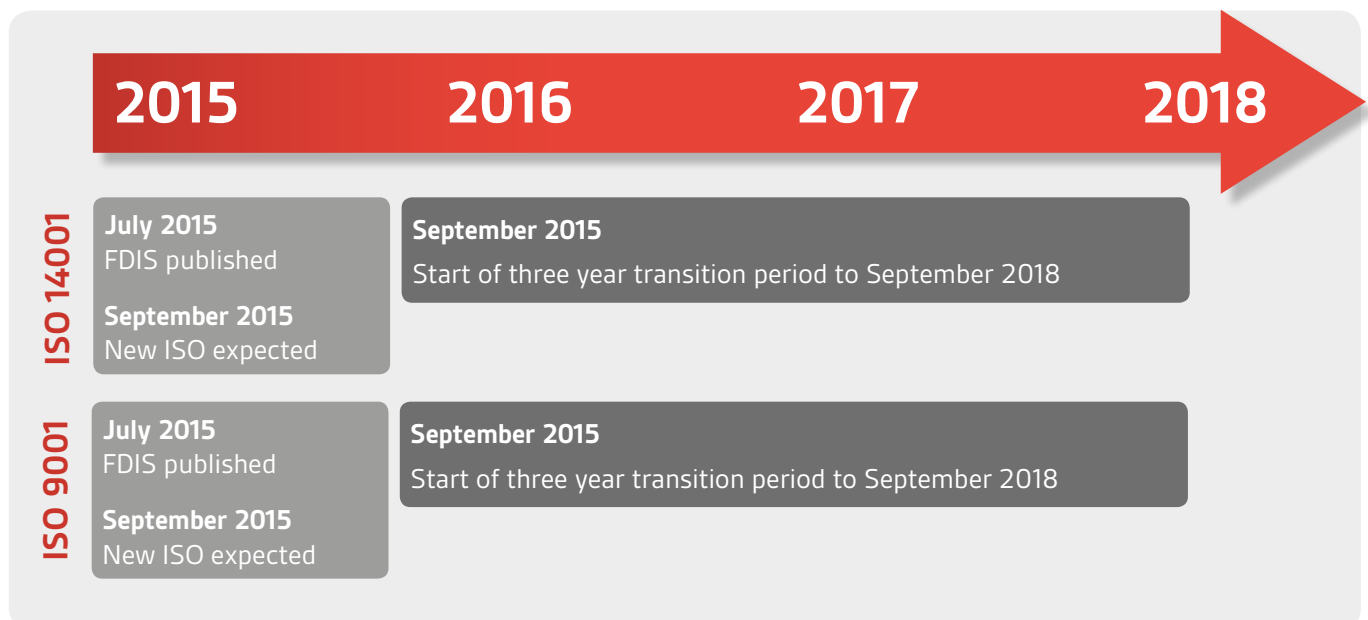 2015 2016 2017 2018
ISO 14001
July 2015
FDIS published
September 2015
New ISO expected
September 2015
Start of three year transition period to September 2018
ISO 9001
July 2015
FDIS published
September 2015
New ISO expected
September 2015
Start of three year transition period to September 2018